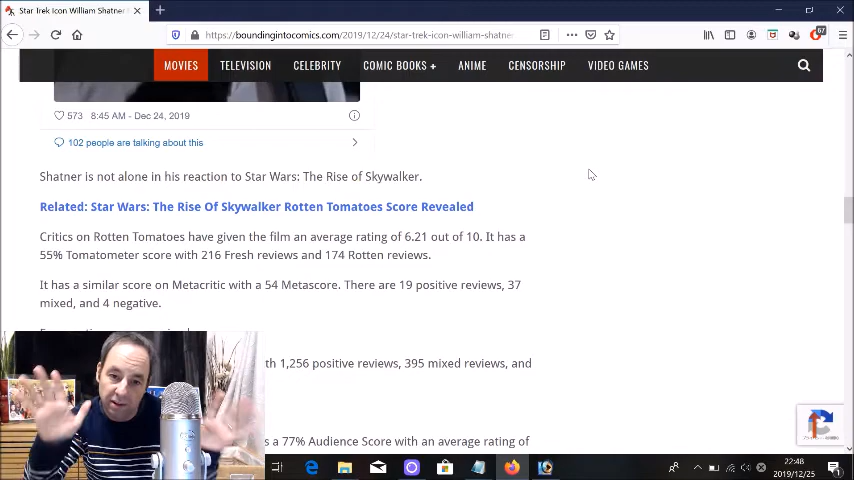 Star Trek Icon William Shatner
https://boundingintocomics.com/2019/12/24/star-trek-icon-william-shatne
67
MOVIES TELEVISION CELEBRITY COMIC BOOKS + ANIME CENSORSHIP VIDEO GAMES
573 8:45 AM - Dec 24, 2019
102 people are talking about this
Shatner is not alone in his reaction to Star Wars: The Rise of Skywalker.
Related: Star Wars: The Rise Of Skywalker Rotten Tomatoes Score Revealed
Critics on Rotten Tomatoes have given the film an average rating of 6.21 out of 10. It has a
55% Tomatometer score with 216 Fresh reviews and 174 Rotten reviews.
It has a similar score on Metacritic with a 54 Metascore. There are 19 positive reviews, 37
mixed, and 4 negative.
th 1,256 positive reviews, 395 mixed reviews, and
s a 77% Audience Score with an average rating of
22:48
2019/12/25